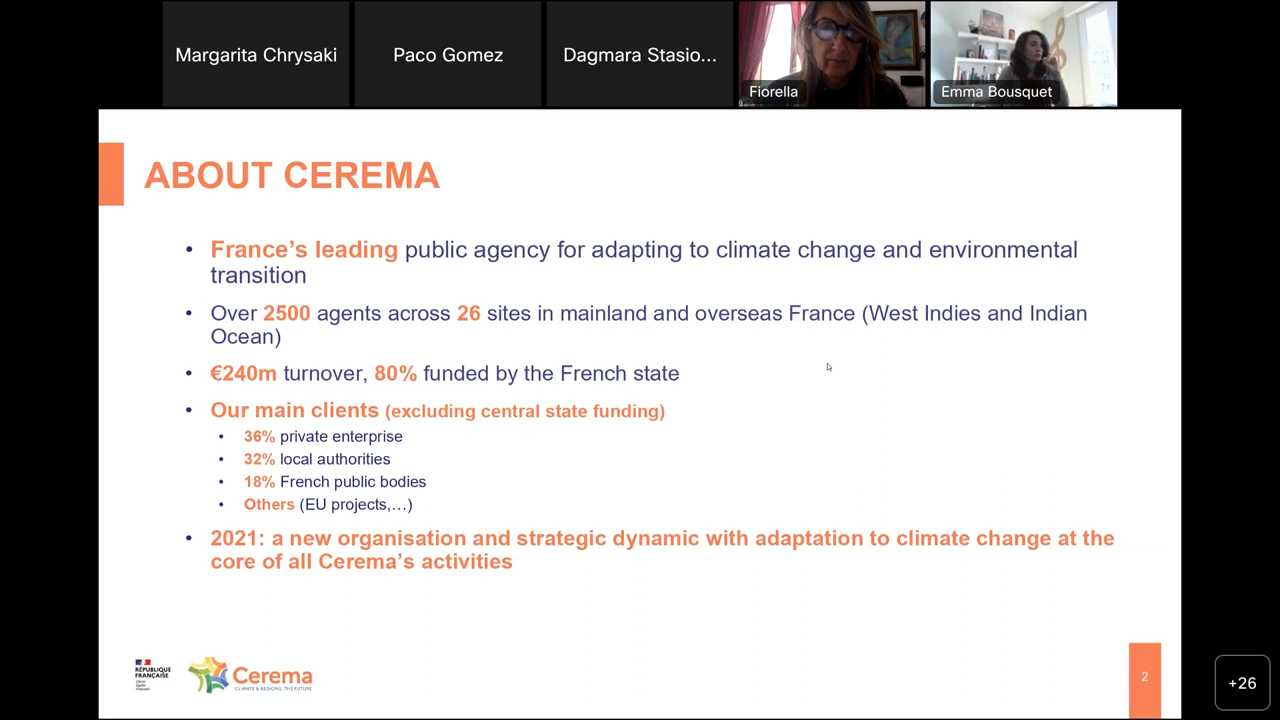 Margarita Chrysaki
Paco Gomez
Dagmara Stasio...
Fiorella
Emma Bousquet
ABOUT CEREMA
• France's leading public agency for adapting to climate change and environmental
transition
• Over 2500 agents across 26 sites in mainland and overseas France (West Indies and Indian
Ocean)
• €240m turnover, 80% funded by the French state
• Our main clients (excluding central state funding)
• 36% private enterprise
• 32% local authorities
• 18% French public bodies
• Others (EU projects,...)
• 2021: a new organisation and strategic dynamic with adaptation to climate change at the
core of all Cerema's activities
RÉPUBLIQUE
FRANÇAISE
Liberté
Égalité
Fraternité
Cerema
CLIMATE & REGIONS, THE FUTURE
2
+26